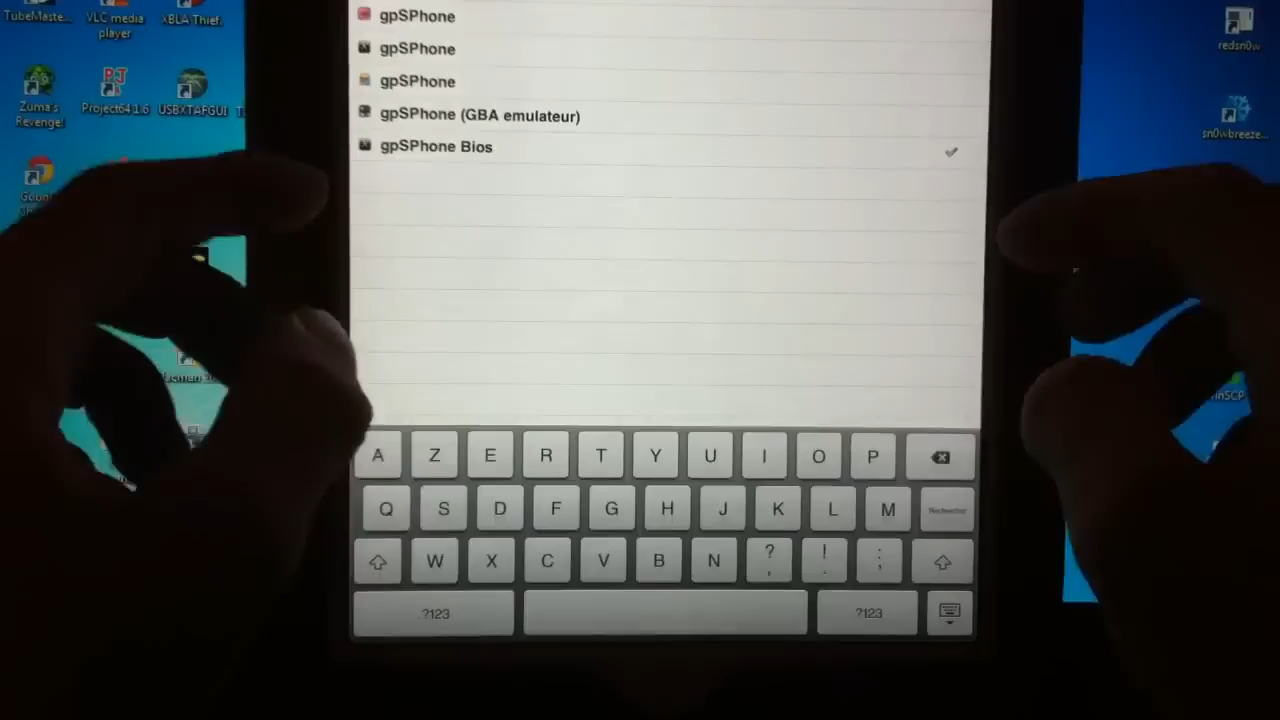 TubeMaste...
VLC media
player
XBLA Thief.
Zuma's
Revenge!
Project64 1.6
USBXTAFGUI
redsn0w
sn0wbreeze...
gpSPhone
gpSPhone
gpSPhone
gpSPhone (GBA emulateur)
gpSPhone Bios
A Z E R T Y U I O P
Q S D F G H J K L M Rechercher
W X C V B N ? , ! . : ;
.?123 .?123